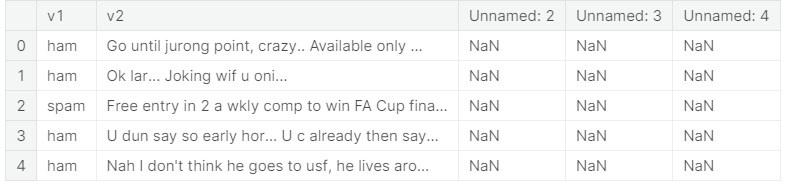 v1 v2 Unnamed: 2 Unnamed: 3 Unnamed: 4
0 ham Go until jurong point, crazy.. Available only ... NaN NaN NaN
1 ham Ok lar... Joking wif u oni... NaN NaN NaN
2 spam Free entry in 2 a wkly comp to win FA Cup fina... NaN NaN NaN
3 ham U dun say so early hor... U c already then say... NaN NaN NaN
4 ham Nah I don't think he goes to usf, he lives aro... NaN NaN NaN